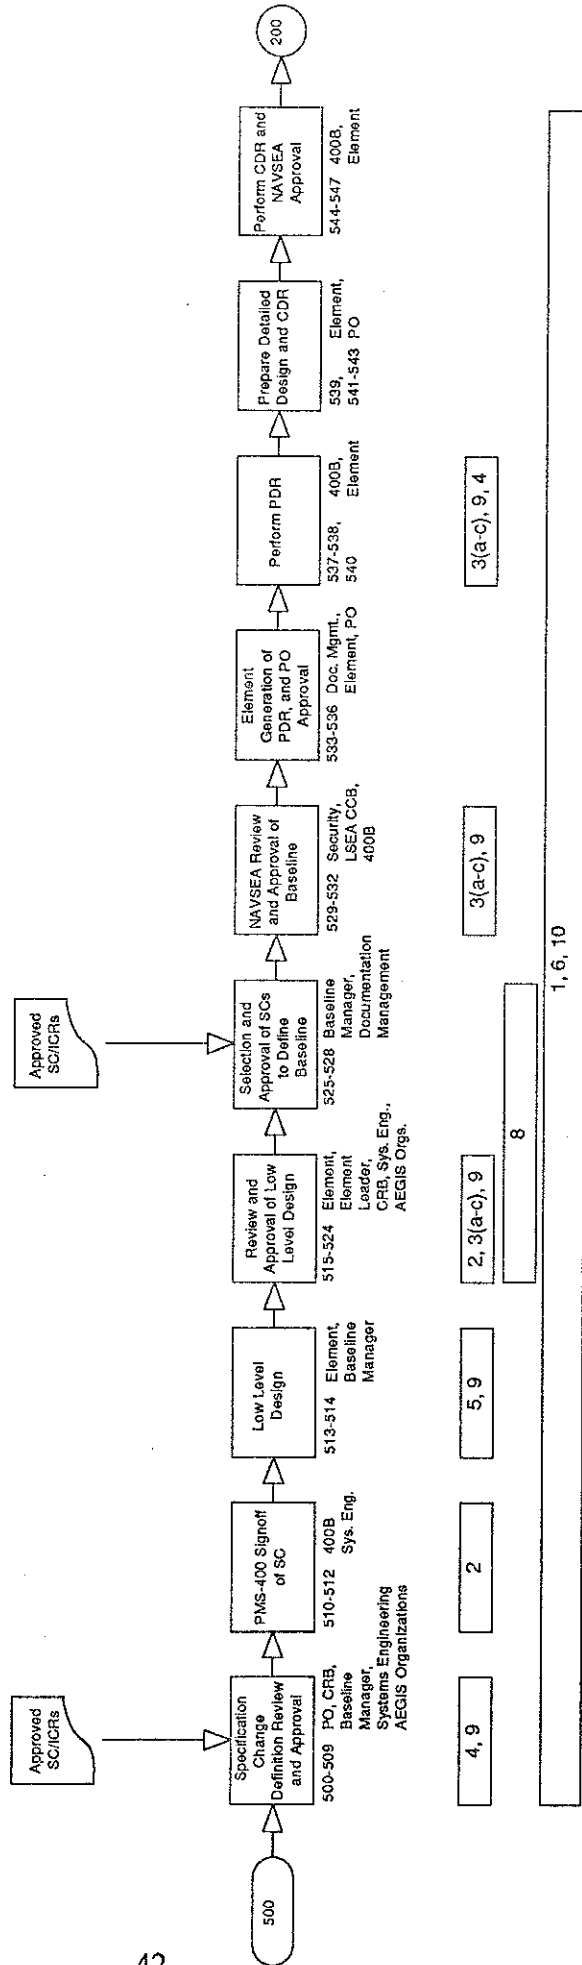 Approved
SC/ICRs
Approved
SC/ICRs
500
Specification
Change
Definition Review
and Approval
500-509 PO, CRB,
Baseline
Manager,
Systems Engineering
AEGIS Organizations
PMS-400 Signoff
of SC
510-512 400B
Sys. Eng.
Low Level
Design
513-514 Element,
Baseline
Manager
Review and
Approval of Low
Level Design
515-524 Element,
Element
Leader,
CRB, Sys. Eng.,
AEGIS Orgs.
Selection and
Approval of SCs
to Define
Baseline
525-528 Baseline
Manager,
Documentation
Management
NAVSEA Review
and Approval of
Baseline
529-532 Security,
LSEA CCB,
400B
Element
Generation of
PDR, and PO
Approval
533-536 Doc. Mgmt.,
Element, PO
Perform PDR
537-538, 400B,
540 Element
Prepare Detailed
Design and CDR
539, Element,
541-543 PO
Perform CDR and
NAVSEA
Approval
544-547 400B,
Element
200
4, 9
2
5, 9
2, 3(a-c), 9
8
3(a-c), 9
3(a-c), 9, 4
1, 6, 10
42